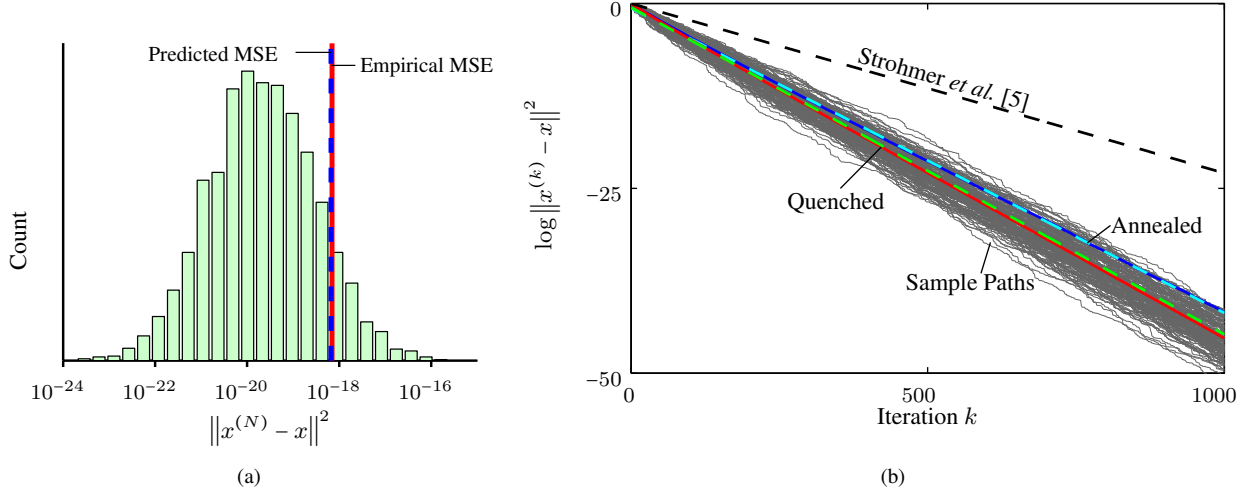 Predicted MSE
Empirical MSE
Count
10^{-24}
10^{-22}
10^{-20}
10^{-18}
10^{-16}
‖x^{(N)} − x‖^2
(a)
0
−25
−50
log ‖x^{(k)} − x‖^2
Strohmer et al. [5]
Quenched
Annealed
Sample Paths
0
500
1000
Iteration k
(b)